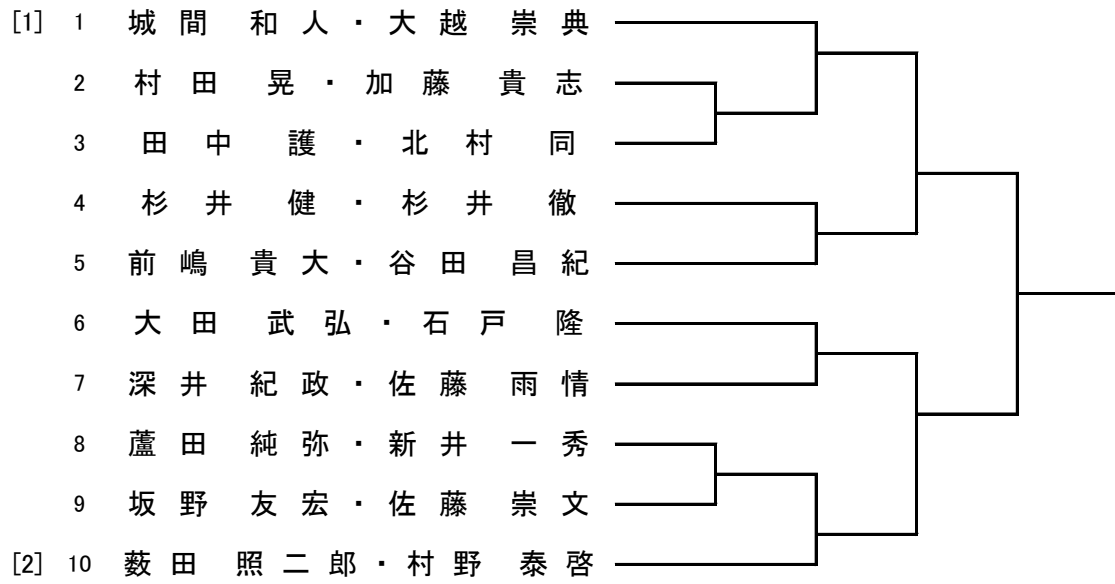 [1] 1 城間 和人・大越 崇典
2 村田 晃・加藤 貴志
3 田中 護・北村 同
4 杉井 健・杉井 徹
5 前嶋 貴大・谷田 昌紀
6 大田 武弘・石戸 隆
7 深井 紀政・佐藤 雨情
8 蘆田 純弥・新井 一秀
9 坂野 友宏・佐藤 崇文
[2] 10 薮田 照二郎・村野 泰啓